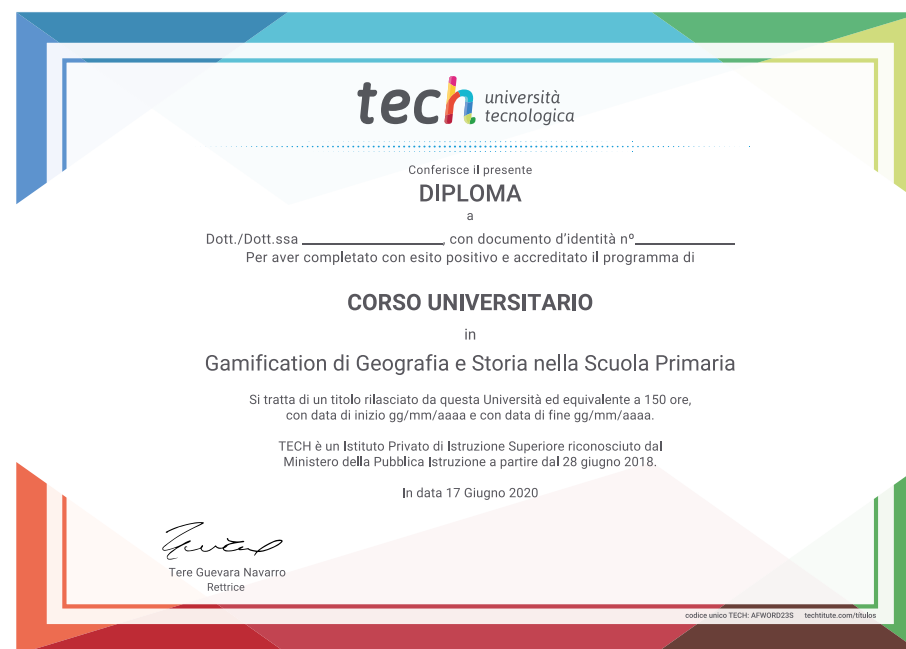 tech università
tecnologica
Conferisce il presente
DIPLOMA
a
Dott./Dott.ssa ____________________, con documento d'identità nº______________
Per aver completato con esito positivo e accreditato il programma di
CORSO UNIVERSITARIO
in
Gamification di Geografia e Storia nella Scuola Primaria
Si tratta di un titolo rilasciato da questa Università ed equivalente a 150 ore,
con data di inizio gg/mm/aaaa e con data di fine gg/mm/aaaa.
TECH è un Istituto Privato di Istruzione Superiore riconosciuto dal
Ministero della Pubblica Istruzione a partire dal 28 giugno 2018.
In data 17 Giugno 2020
Tere Guevara Navarro
Rettrice
codice unico TECH: AFWORD23S techtitute.com/títulos